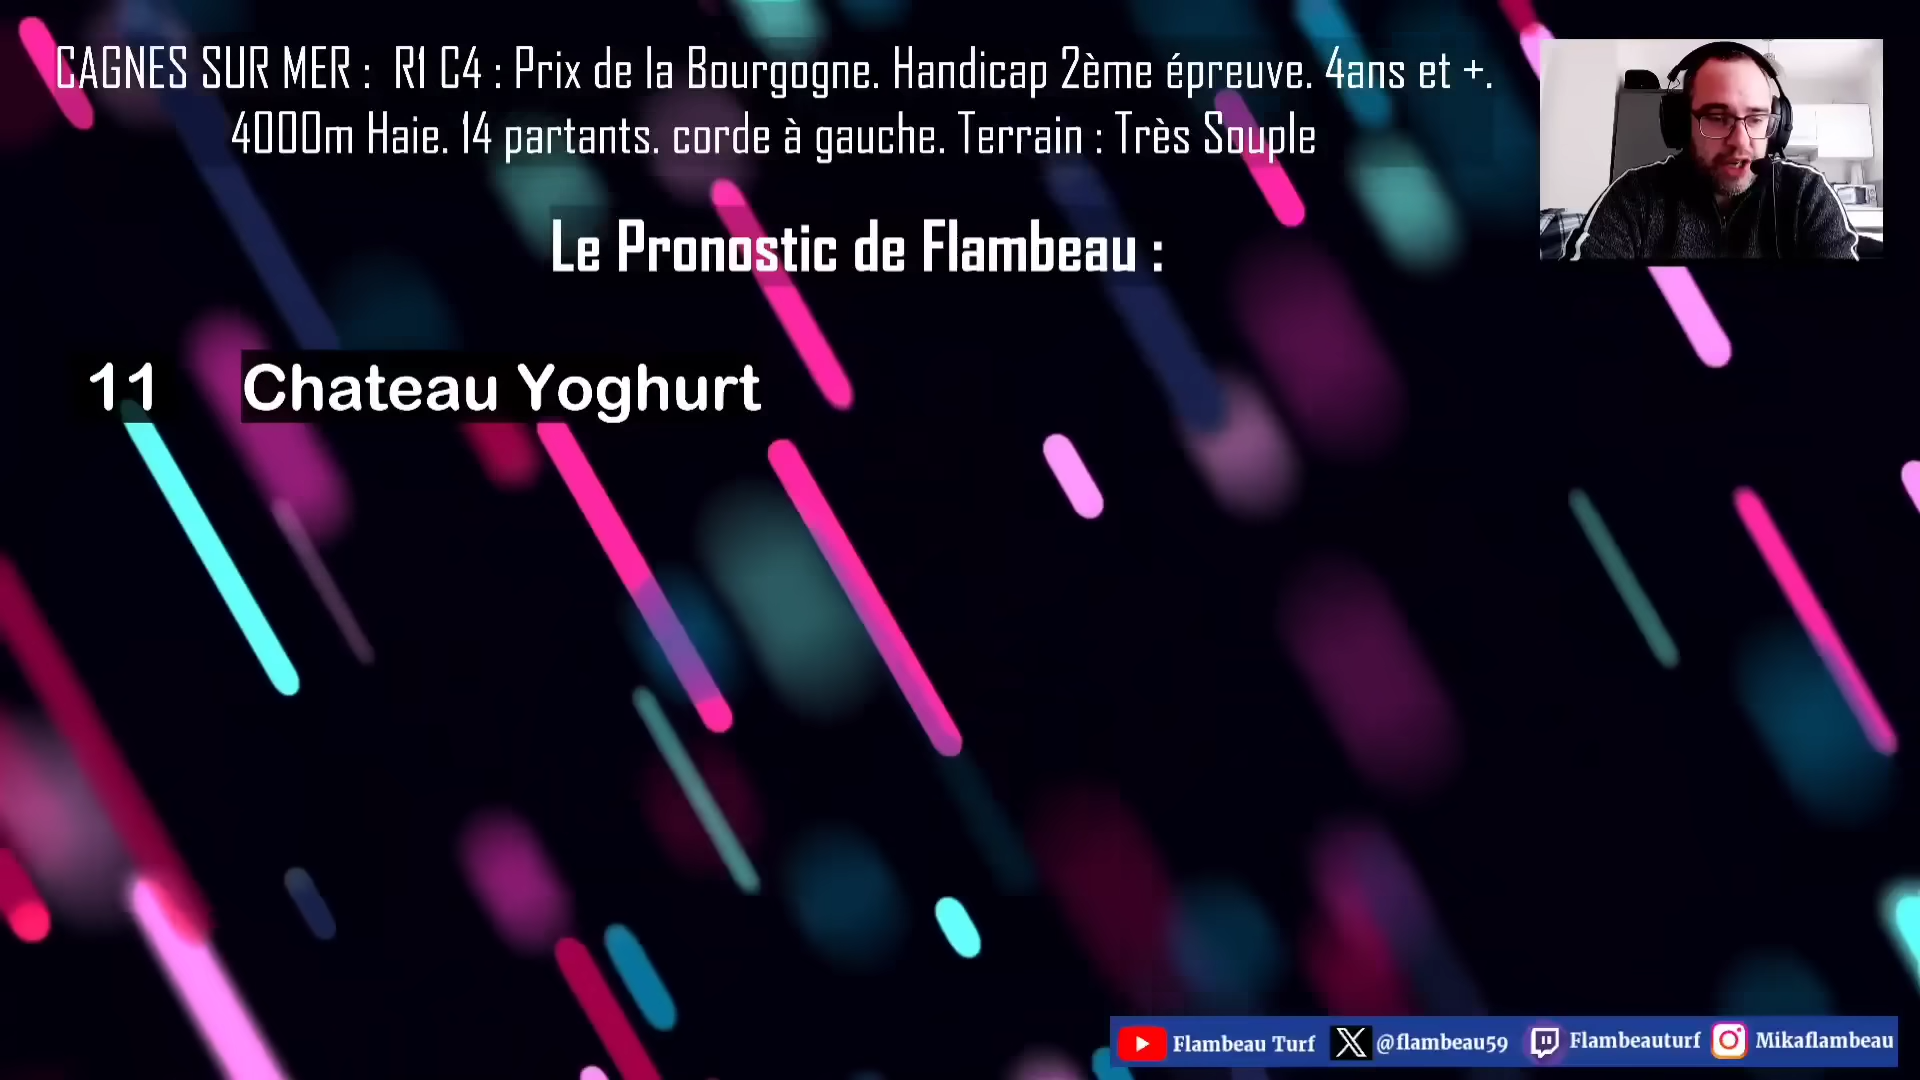 CAGNES SUR MER : R1 C4 : Prix de la Bourgogne. Handicap 2ème épreuve. 4ans et +.
4000m Haie. 14 partants. corde à gauche. Terrain : Très Souple
Le Pronostic de Flambeau :
11 Chateau Yoghurt
Flambeau Turf @flambeau59 Flambeauturf Mikaflambeau